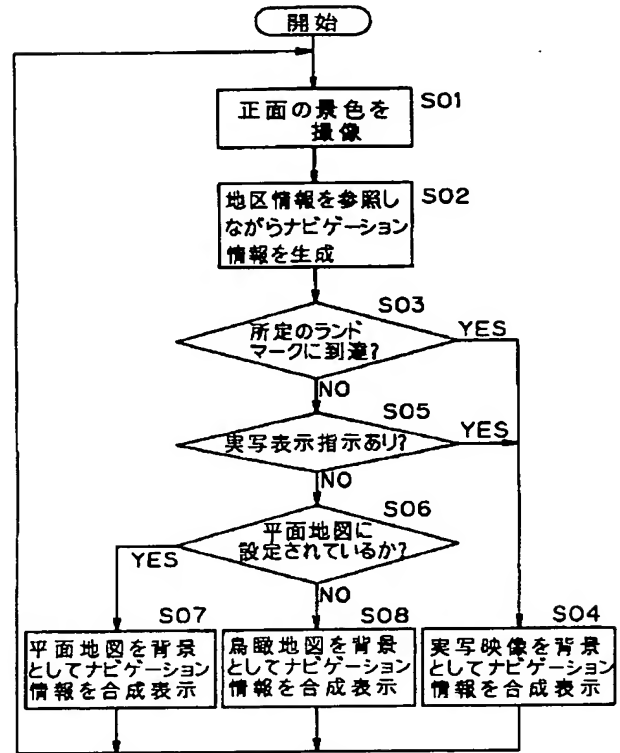 開始
S01
正面の景色を
撮像
S02
地区情報を参照し
ながらナビゲーション
情報を生成
S03
所定のランド
マークに到達?
YES
NO
S05
実写表示指示あり?
YES
NO
S06
平面地図に
設定されているか?
YES
NO
S07
平面地図を背景
としてナビゲーション
情報を合成表示
S08
鳥瞰地図を背景
としてナビゲーション
情報を合成表示
S04
実写映像を背景
としてナビゲーション
情報を合成表示